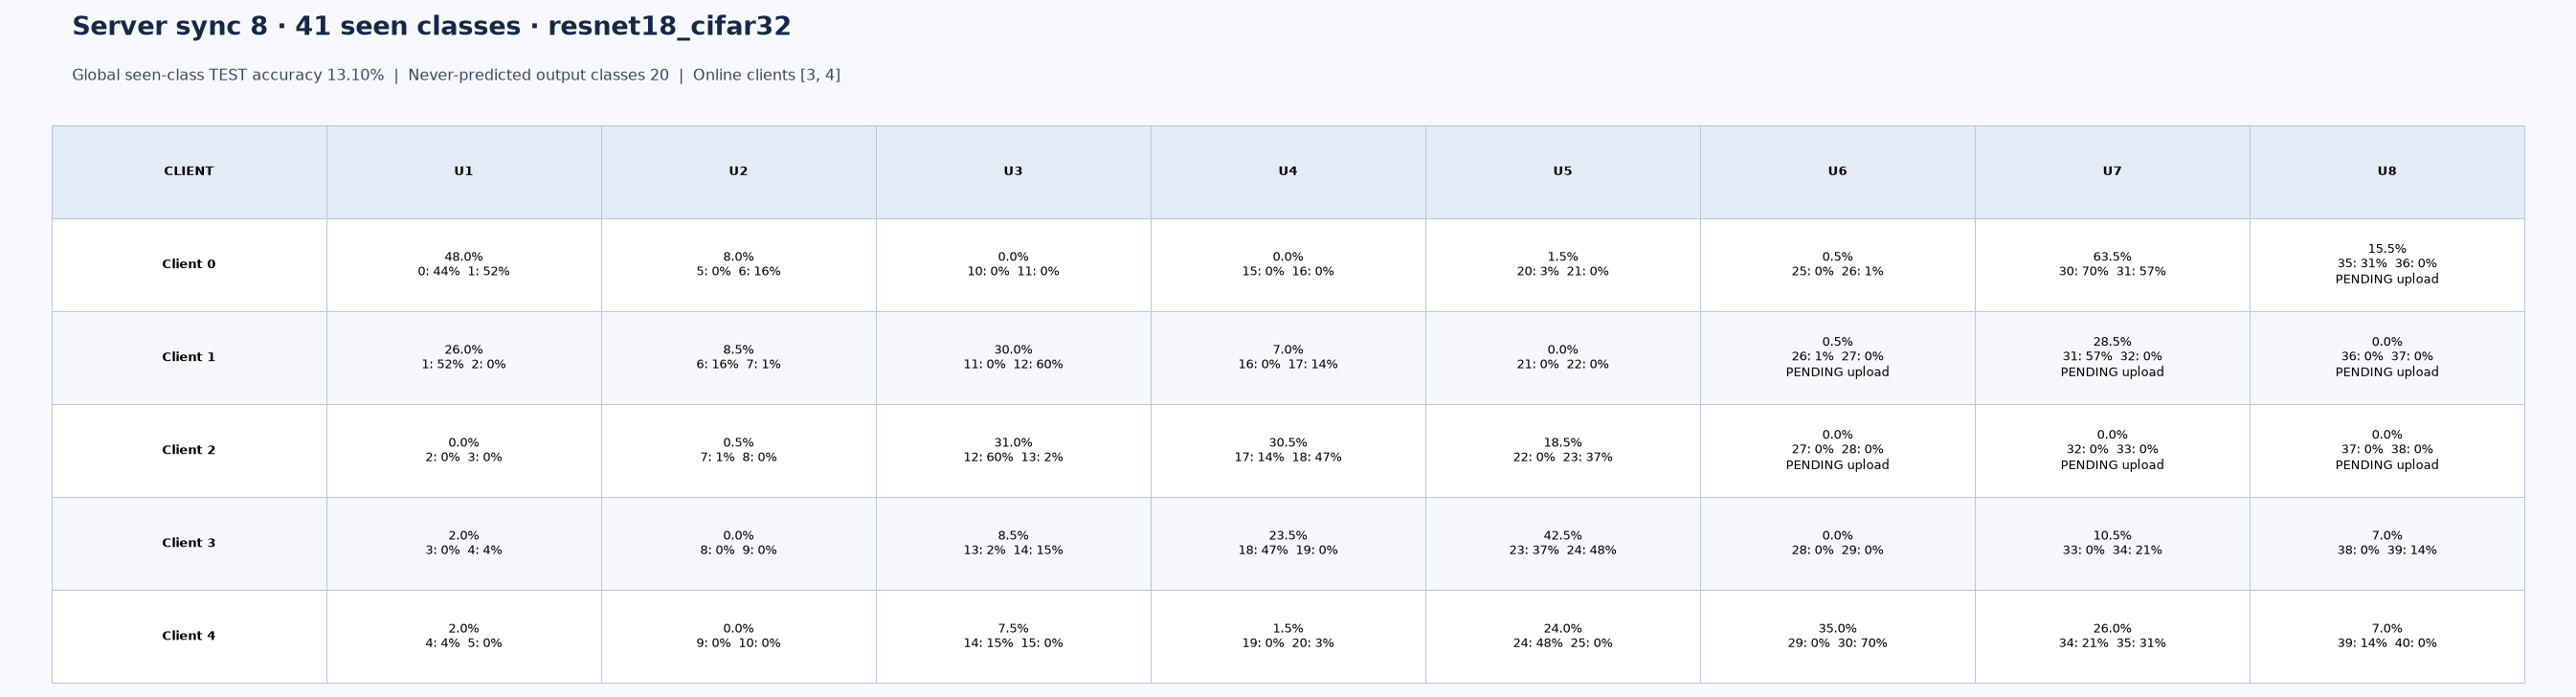 Server sync 8 · 41 seen classes · resnet18_cifar32
Global seen-class TEST accuracy 13.10% | Never-predicted output classes 20 | Online clients [3, 4]
CLIENT U1 U2 U3 U4 U5 U6 U7 U8
Client 0
48.0%
0: 44% 1: 52%
8.0%
5: 0% 6: 16%
0.0%
10: 0% 11: 0%
0.0%
15: 0% 16: 0%
1.5%
20: 3% 21: 0%
0.5%
25: 0% 26: 1%
63.5%
30: 70% 31: 57%
15.5%
35: 31% 36: 0%
PENDING upload
Client 1
26.0%
1: 52% 2: 0%
8.5%
6: 16% 7: 1%
30.0%
11: 0% 12: 60%
7.0%
16: 0% 17: 14%
0.0%
21: 0% 22: 0%
0.5%
26: 1% 27: 0%
PENDING upload
28.5%
31: 57% 32: 0%
PENDING upload
0.0%
36: 0% 37: 0%
PENDING upload
Client 2
0.0%
2: 0% 3: 0%
0.5%
7: 1% 8: 0%
31.0%
12: 60% 13: 2%
30.5%
17: 14% 18: 47%
18.5%
22: 0% 23: 37%
0.0%
27: 0% 28: 0%
PENDING upload
0.0%
32: 0% 33: 0%
PENDING upload
0.0%
37: 0% 38: 0%
PENDING upload
Client 3
2.0%
3: 0% 4: 4%
0.0%
8: 0% 9: 0%
8.5%
13: 2% 14: 15%
23.5%
18: 47% 19: 0%
42.5%
23: 37% 24: 48%
0.0%
28: 0% 29: 0%
10.5%
33: 0% 34: 21%
7.0%
38: 0% 39: 14%
Client 4
2.0%
4: 4% 5: 0%
0.0%
9: 0% 10: 0%
7.5%
14: 15% 15: 0%
1.5%
19: 0% 20: 3%
24.0%
24: 48% 25: 0%
35.0%
29: 0% 30: 70%
26.0%
34: 21% 35: 31%
7.0%
39: 14% 40: 0%